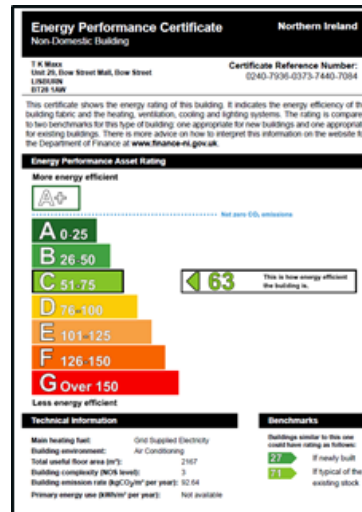 Energy Performance Certificate
Northern Ireland
Non-Domestic Building
T K Maxx
Unit 29, Bow Street Mall, Bow Street
LISBURN
BT28 1AW
Certificate Reference Number:
0240-7936-0373-7440-7084
This certificate shows the energy rating of this building. It indicates the energy efficiency of th
building fabric and the heating, ventilation, cooling and lighting systems. The rating is compare
to two benchmarks for this type of building: one appropriate for new buildings and one appropriat
for existing buildings. There is more advice on how to interpret this information on the website fo
the Department of Finance at www.finance-ni.gov.uk.
Energy Performance Asset Rating
More energy efficient
A+
Net zero CO₂ emissions
A 0-25
B 26-50
C 51-75
63
This is how energy efficient
the building is.
D 76-100
E 101-125
F 126-150
G Over 150
Less energy efficient
Technical Information
Main heating fuel: Grid Supplied Electricity
Building environment: Air Conditioning
Total useful floor area (m²): 2167
Building complexity (NOS level): 3
Building emission rate (kgCO₂/m² per year): 92.64
Primary energy use (kWh/m² per year): Not available
Benchmarks
Buildings similar to this one
could have rating as follows:
27 If newly built
71 If typical of the
existing stock